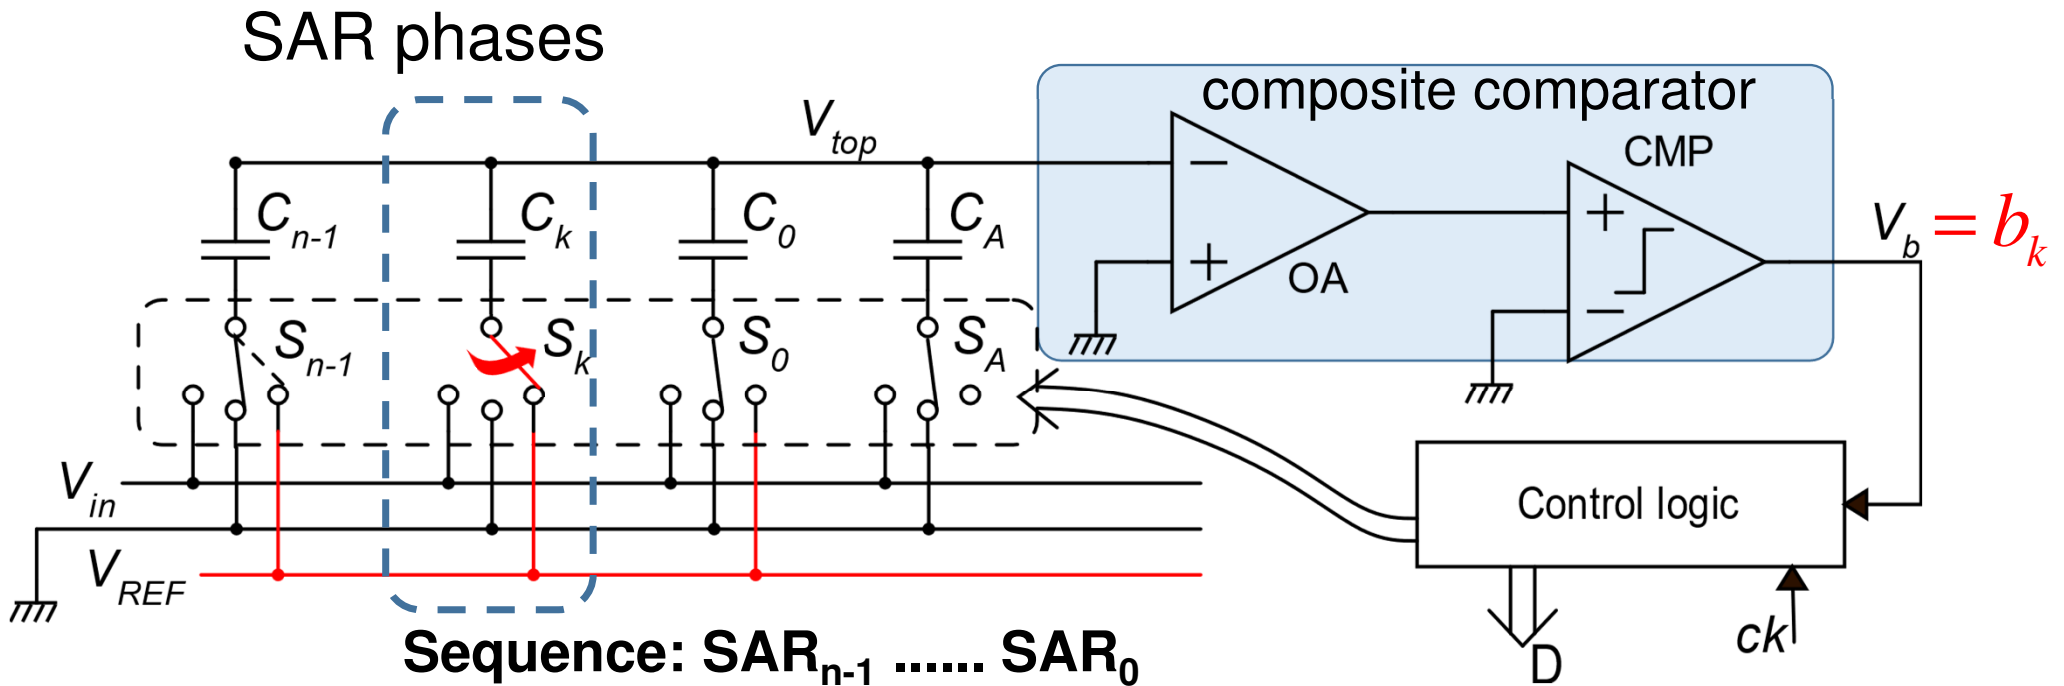 SAR phases
composite comparator
V_top
CMP
C_n-1
C_k
C_0
C_A
V_b = b_k
OA
S_n-1
S_k
S_0
S_A
V_in
Control logic
V_REF
ck
Sequence: SAR_n-1 ...... SAR_0
D